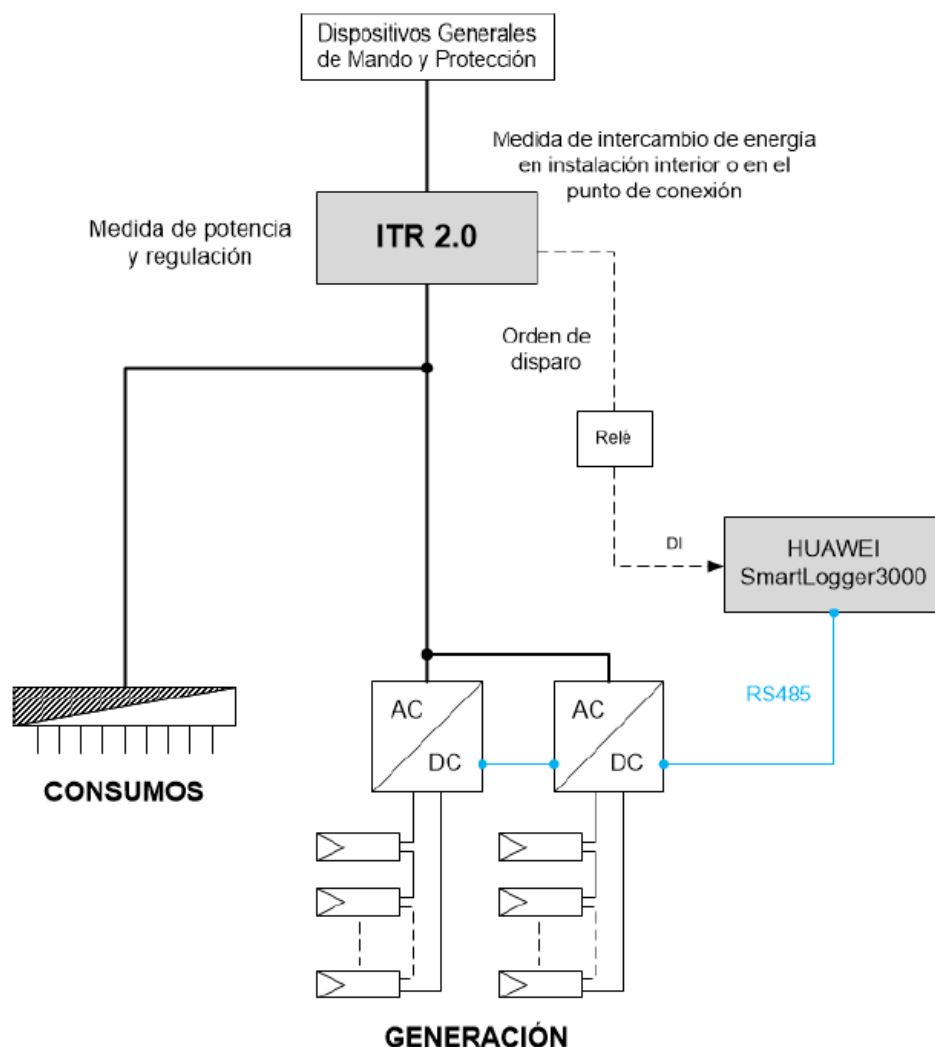 Dispositivos Generales
de Mando y Protección
Medida de intercambio de energía
en instalación interior o en el
punto de conexión
Medida de potencia
y regulación
ITR 2.0
Orden de
disparo
Relé
DI
HUAWEI
SmartLogger3000
RS485
AC
DC
AC
DC
CONSUMOS
GENERACIÓN